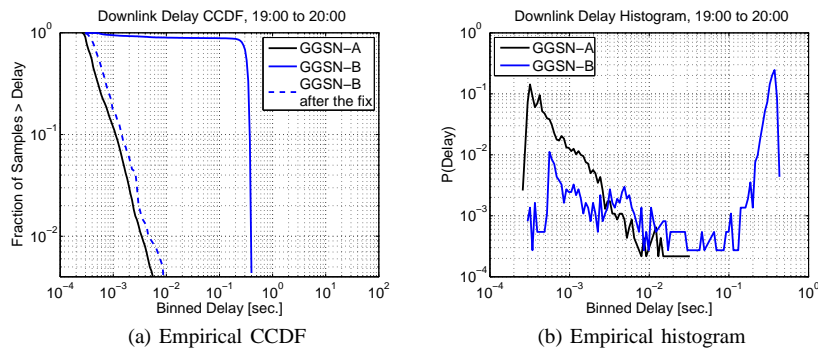 Downlink Delay CCDF, 19:00 to 20:00
10^0
10^-1
10^-2
Fraction of Samples > Delay
GGSN-A
GGSN-B
GGSN-B
after the fix
10^-4 10^-3 10^-2 10^-1 10^0 10^1 10^2
Binned Delay [sec.]
(a) Empirical CCDF
Downlink Delay Histogram, 19:00 to 20:00
10^0
10^-1
10^-2
10^-3
10^-4
P(Delay)
GGSN-A
GGSN-B
10^-4 10^-3 10^-2 10^-1 10^0
Binned Delay [sec.]
(b) Empirical histogram